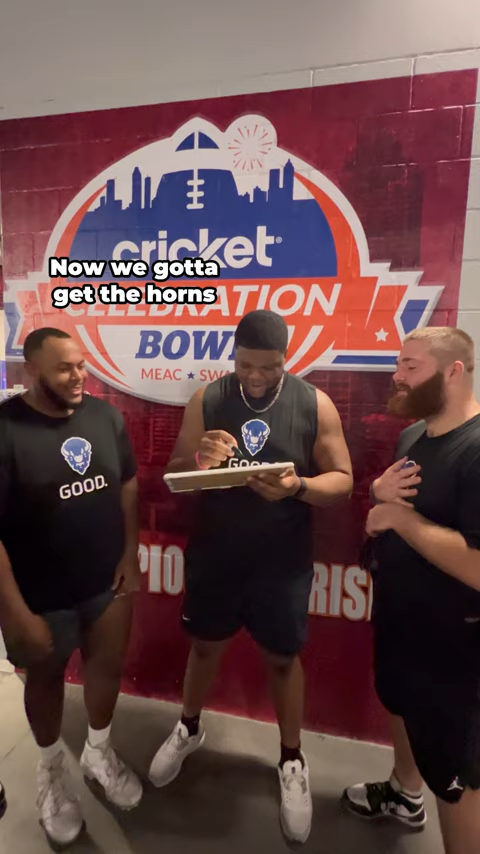 cricket
Now we gotta
get the horns
CELEBRATION
BOWL
MEAC ★ SW
GOOD.
GOOD.
PIO
RIS